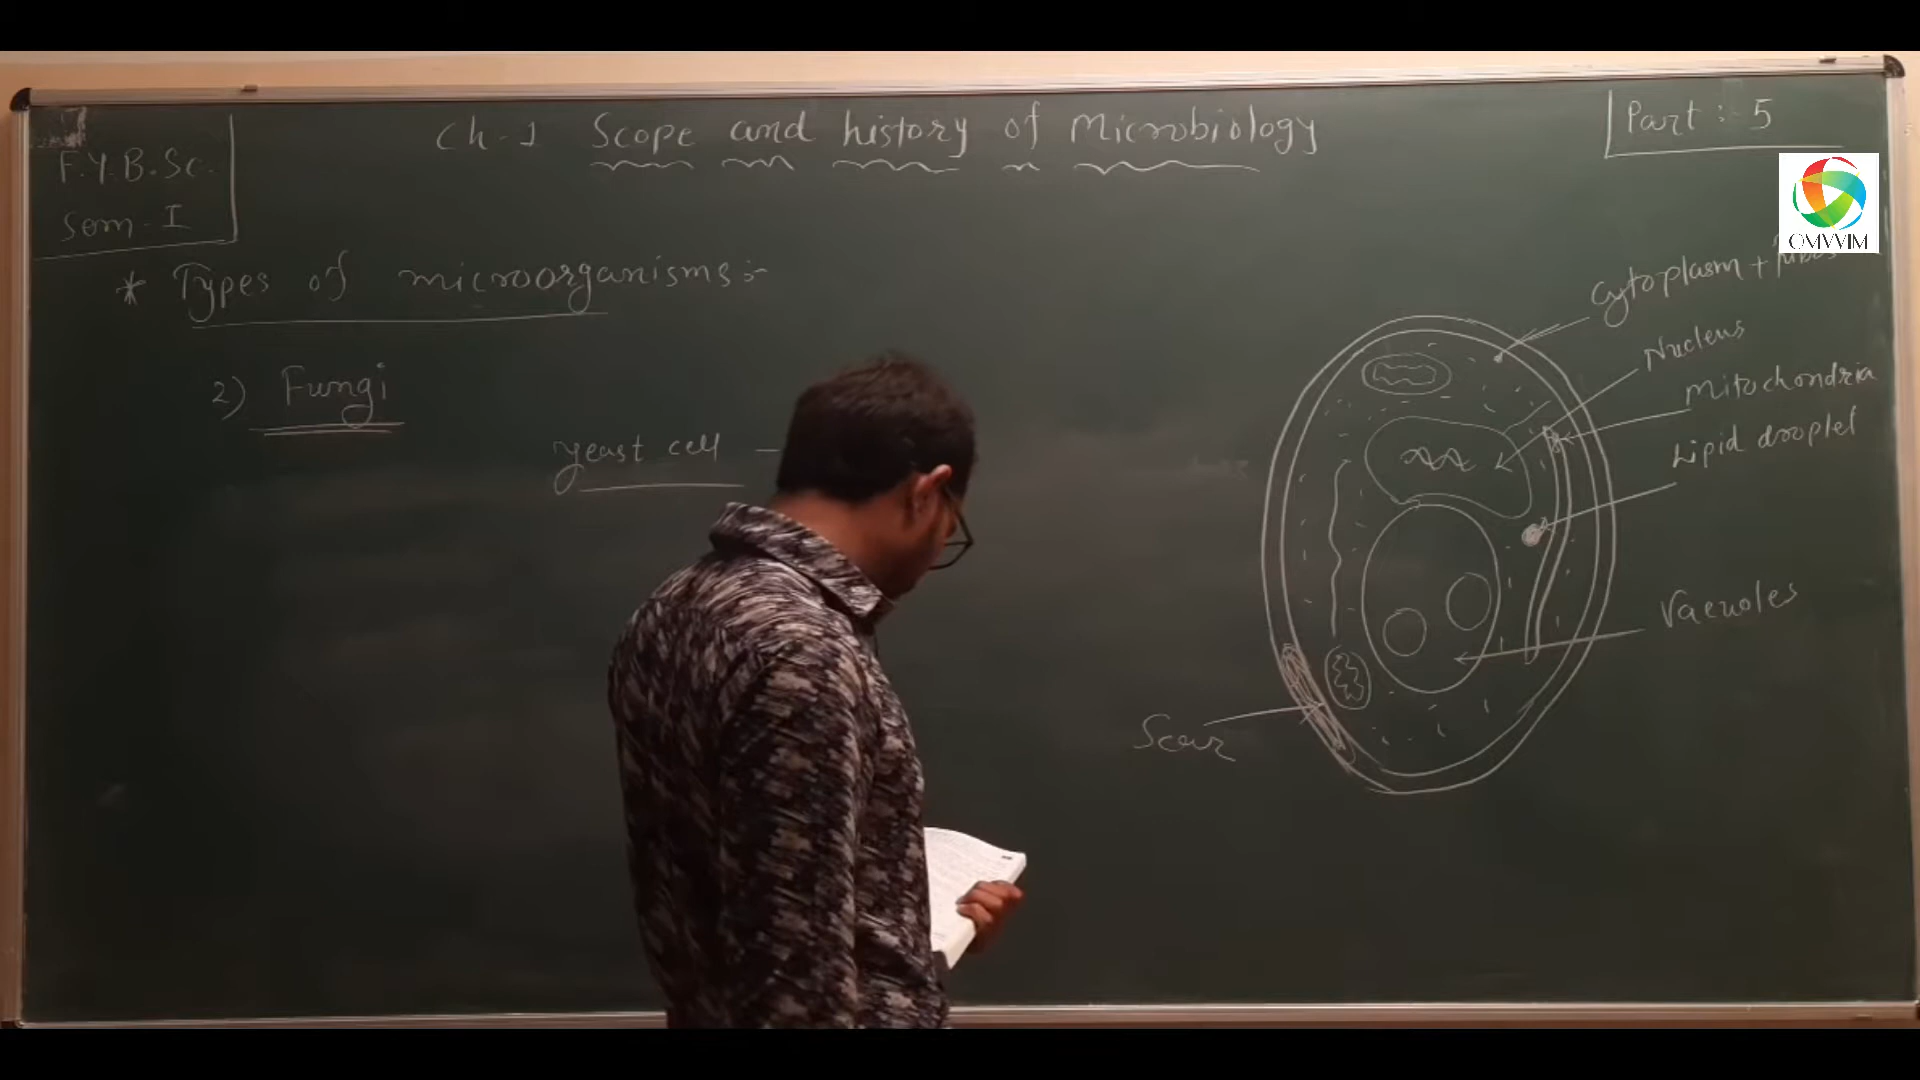 F.Y.B.Sc.
Sem-I
Ch-1 Scope and history of Microbiology
Part :- 5
OMVVIM
* Types of microorganisms :-
2) Fungi
yeast cell -
Cytoplasm +
Nucleus
Mitochondria
Lipid droplet
Vacuoles
Scar